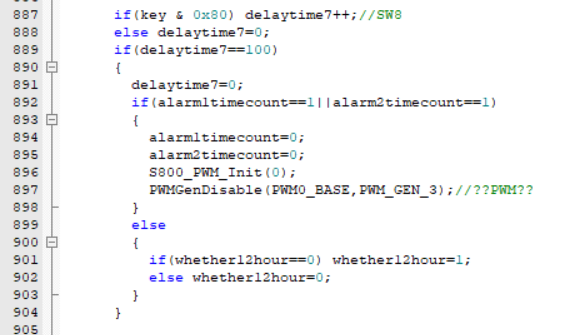 887 if(key & 0x80) delaytime7++;//SW8
888 else delaytime7=0;
889 if(delaytime7==100)
890 {
891 delaytime7=0;
892 if(alarm1timecount==1||alarm2timecount==1)
893 {
894 alarm1timecount=0;
895 alarm2timecount=0;
896 S800_PWM_Init(0);
897 PWMGenDisable(PWM0_BASE,PWM_GEN_3);//??PWM??
898 }
899 else
900 {
901 if(whether12hour==0) whether12hour=1;
902 else whether12hour=0;
903 }
904 }
905